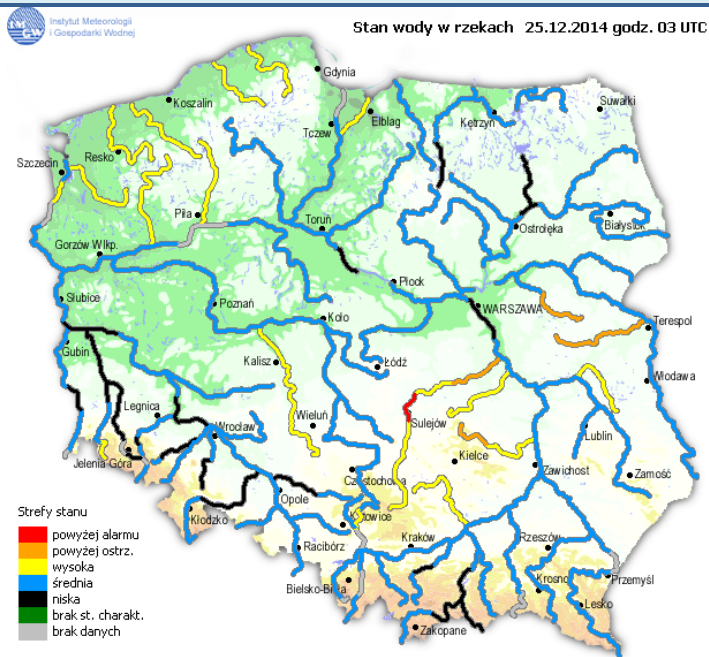 Instytut Meteorologii
i Gospodarki Wodnej
Stan wody w rzekach 25.12.2014 godz. 03 UTC
Gdynia
Koszalin
Suwałki
Elbląg
Kętrzyn
Tczew
Resko
Szczecin
Piła
Toruń
Białystok
Ostrołęka
Gorzów Wlkp.
Płock
Słubice
Poznań
WARSZAWA
Koło
Terespol
Gubin
Kalisz
Łódź
Włodawa
Legnica
Wieluń
Sulejów
Wrocław
Lublin
Kielce
Jelenia Góra
Zawichost
Zamość
Częstochowa
Opole
Strefy stanu
Kłodzko
Katowice
powyżej alarmu
powyżej ostrz.
wysoka
średnia
niska
brak st. charakt.
brak danych
Racibórz
Kraków
Rzeszów
Bielsko-Biała
Krosno
Przemyśl
Lesko
Zakopane